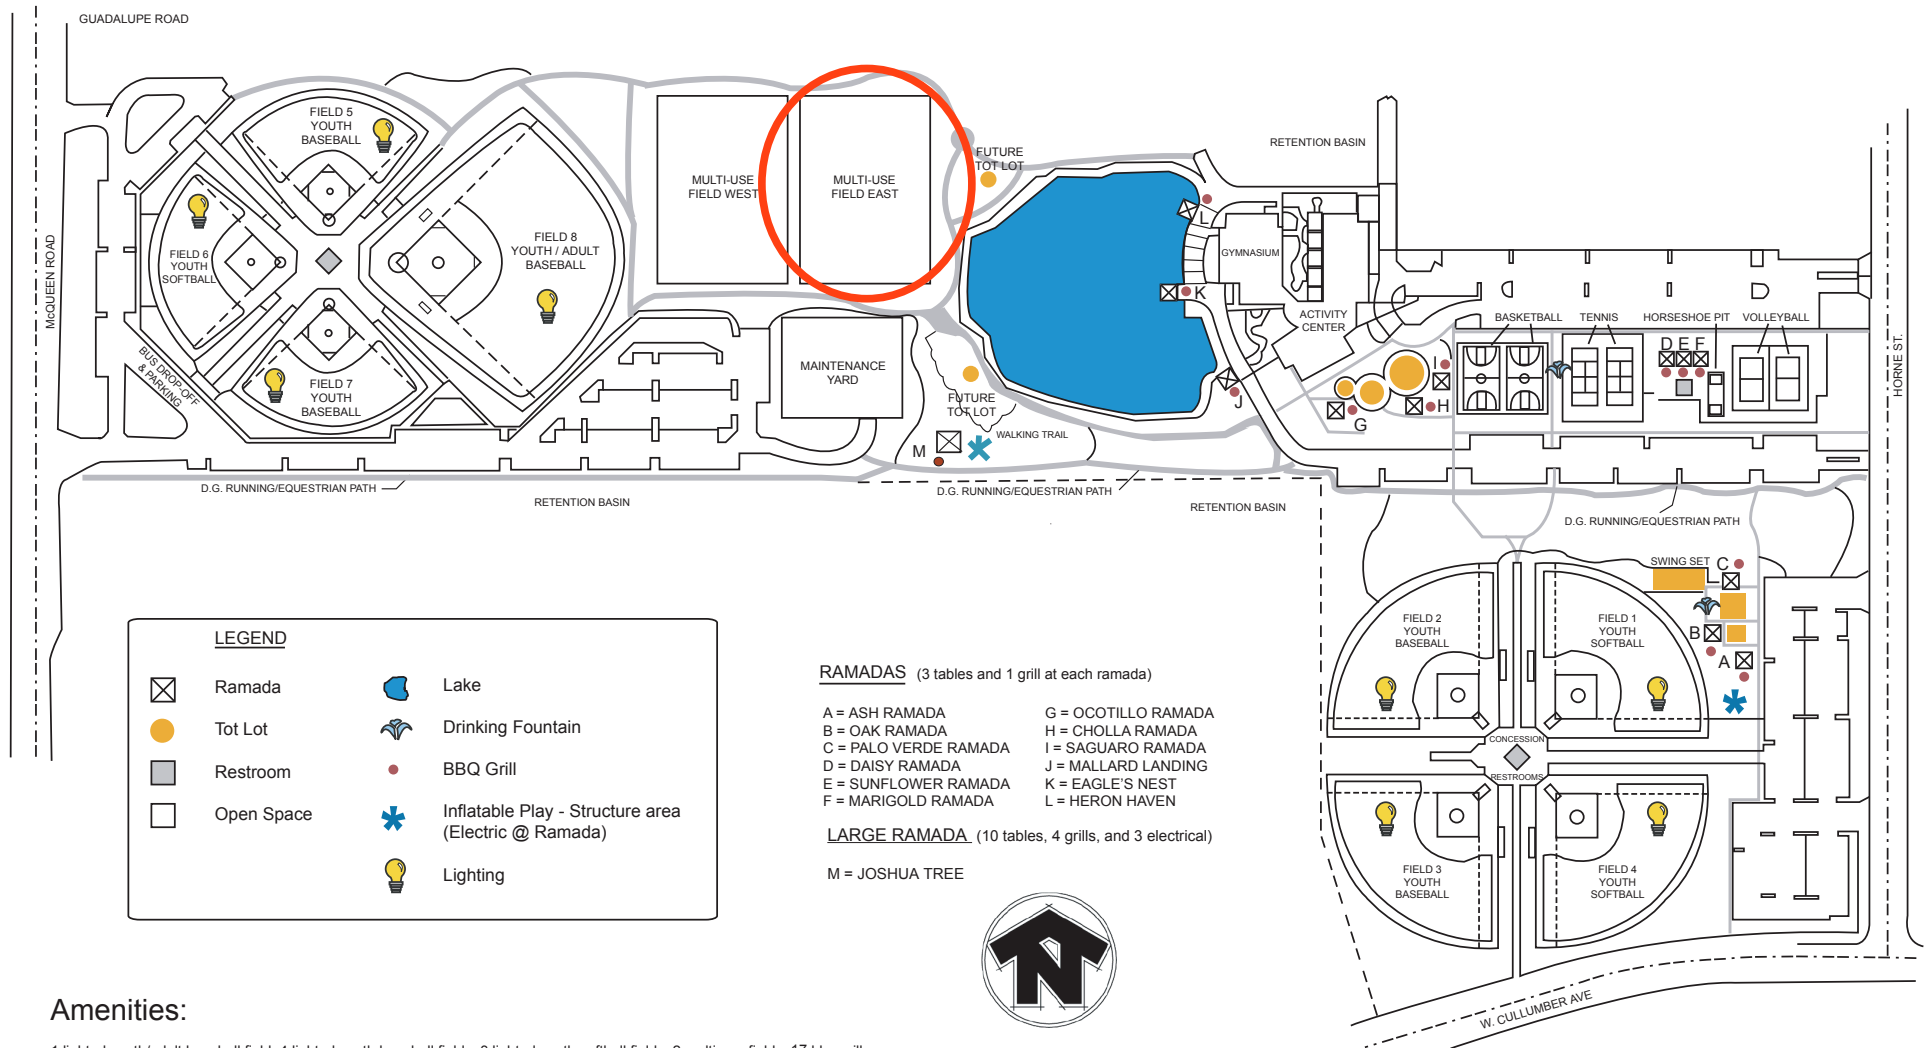 GUADALUPE ROAD
McQUEEN ROAD
FIELD 5
YOUTH
BASEBALL
FIELD 6
YOUTH
SOFTBALL
FIELD 8
YOUTH / ADULT
BASEBALL
FIELD 7
YOUTH
BASEBALL
BUS DROP-OFF
& PARKING
MULTI-USE
FIELD WEST
MULTI-USE
FIELD EAST
FUTURE
TOT LOT
RETENTION BASIN
L
GYMNASIUM
K
ACTIVITY
CENTER
MAINTENANCE
YARD
FUTURE
TOT LOT
WALKING TRAIL
M
J
G
H
I
BASKETBALL
TENNIS
HORSESHOE PIT
VOLLEYBALL
D E F
HORNE ST.
D.G. RUNNING/EQUESTRIAN PATH
RETENTION BASIN
D.G. RUNNING/EQUESTRIAN PATH
RETENTION BASIN
D.G. RUNNING/EQUESTRIAN PATH
SWING SET
C
B
A
FIELD 2
YOUTH
BASEBALL
FIELD 1
YOUTH
SOFTBALL
CONCESSION
RESTROOMS
FIELD 3
YOUTH
BASEBALL
FIELD 4
YOUTH
SOFTBALL
W. CULLUMBER AVE
LEGEND
Ramada
Tot Lot
Restroom
Open Space
Lake
Drinking Fountain
BBQ Grill
Inflatable Play - Structure area
(Electric @ Ramada)
Lighting
RAMADAS (3 tables and 1 grill at each ramada)
A = ASH RAMADA
B = OAK RAMADA
C = PALO VERDE RAMADA
D = DAISY RAMADA
E = SUNFLOWER RAMADA
F = MARIGOLD RAMADA
G = OCOTILLO RAMADA
H = CHOLLA RAMADA
I = SAGUARO RAMADA
J = MALLARD LANDING
K = EAGLE'S NEST
L = HERON HAVEN
LARGE RAMADA (10 tables, 4 grills, and 3 electrical)
M = JOSHUA TREE
N
Amenities: